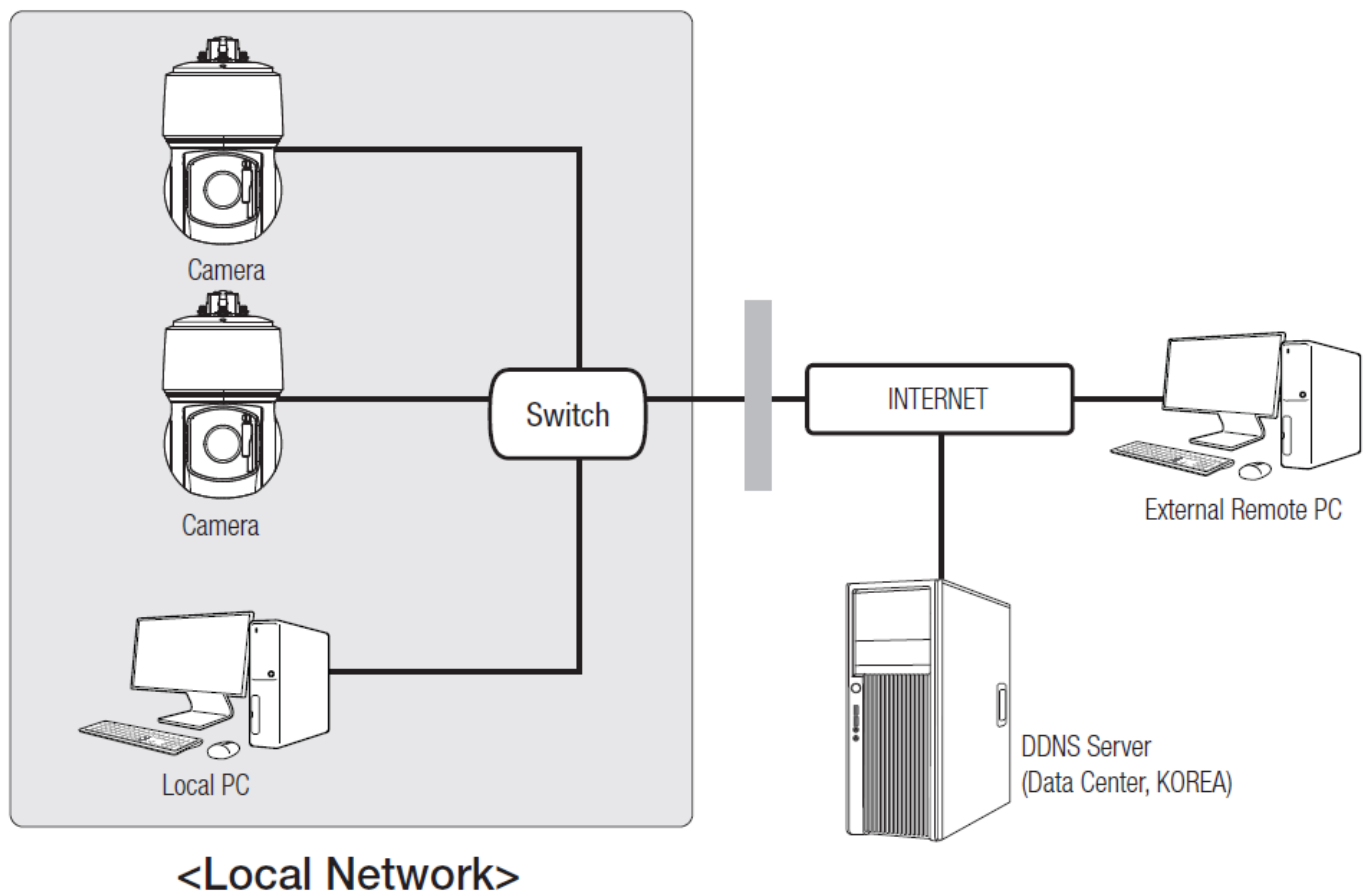 Camera
Camera
Switch
Local PC
<Local Network>
INTERNET
External Remote PC
DDNS Server
(Data Center, KOREA)